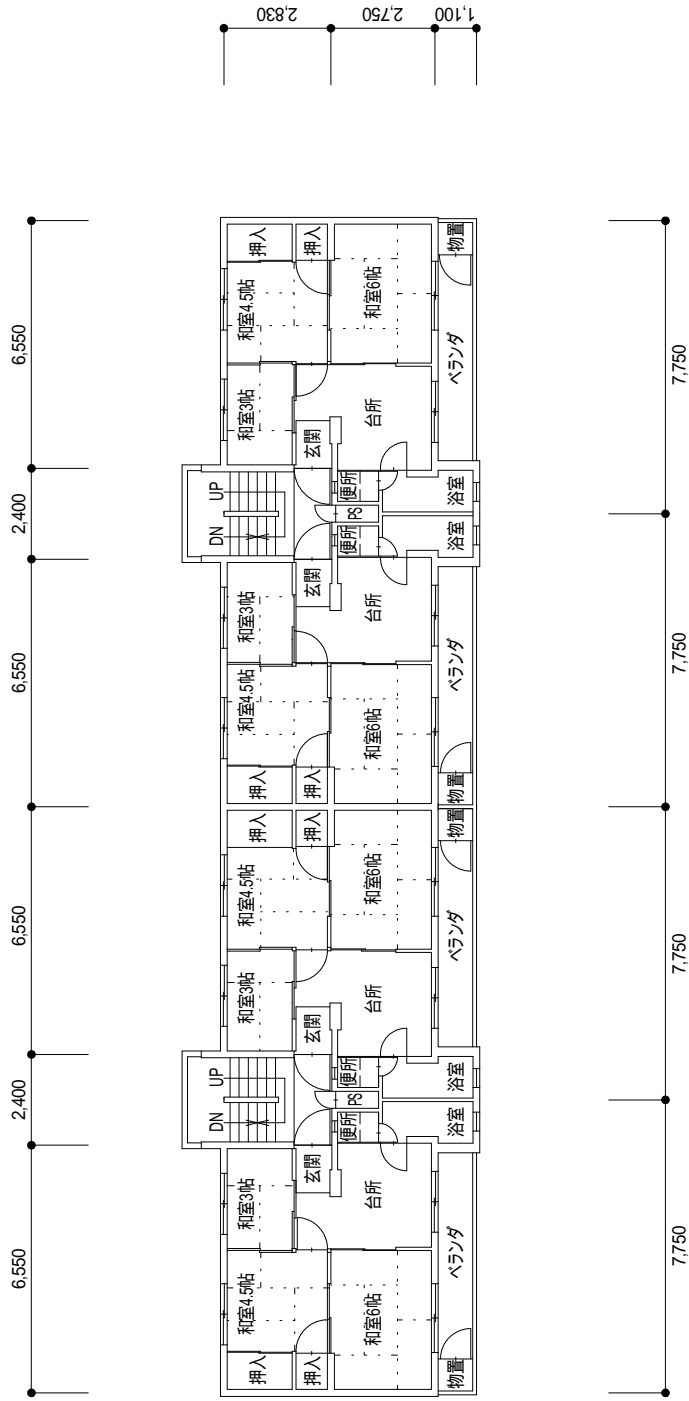 6,550
2,400
6,550
6,550
2,400
6,550
2,830
2,750
1,100
7,750
7,750
7,750
7,750
押入
和室4.5帖
和室3帖
DN
UP
和室3帖
和室4.5帖
押入
押入
和室4.5帖
和室3帖
DN
UP
和室3帖
和室4.5帖
押入
押入
玄関
玄関
押入
押入
玄関
玄関
押入
和室6帖
台所
便所
PS
便所
台所
和室6帖
和室6帖
台所
便所
PS
便所
台所
和室6帖
物置
ベランダ
浴室
浴室
ベランダ
物置
物置
ベランダ
浴室
浴室
ベランダ
物置